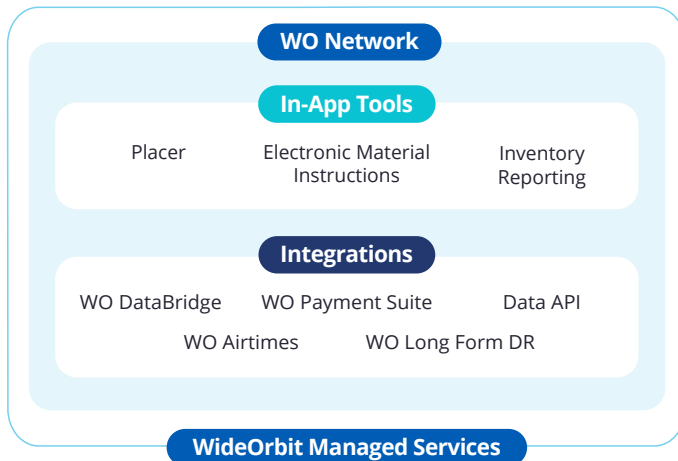 WO Network
In-App Tools
Placer
Electronic Material
Instructions
Inventory
Reporting
Integrations
WO DataBridge
WO Payment Suite
Data API
WO Airtimes
WO Long Form DR
WideOrbit Managed Services